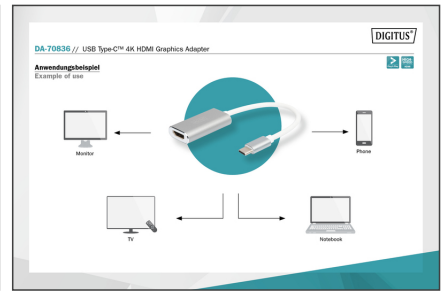 DIGITUS®
DA-70836 // USB Type-C™ 4K HDMI Graphics Adapter
Anwendungsbeispiel
Example of use
Monitor
Phone
TV
Notebook